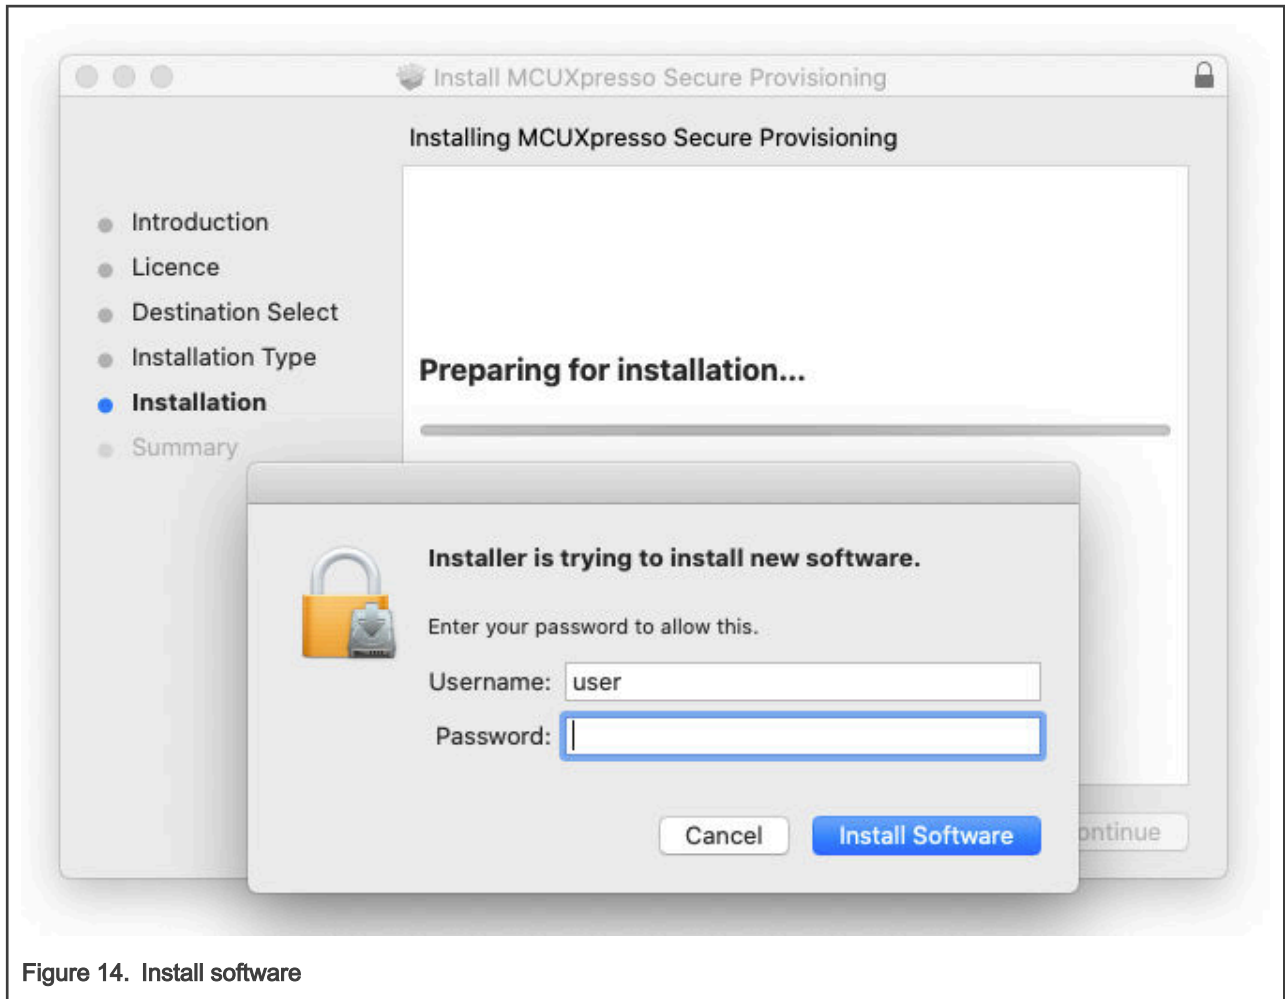 Install MCUXpresso Secure Provisioning
Installing MCUXpresso Secure Provisioning
Introduction
Licence
Destination Select
Installation Type
Installation
Summary
Preparing for installation...
Installer is trying to install new software.
Enter your password to allow this.
Username: user
Password:
Cancel
Install Software
ontinue
Figure 14. Install software